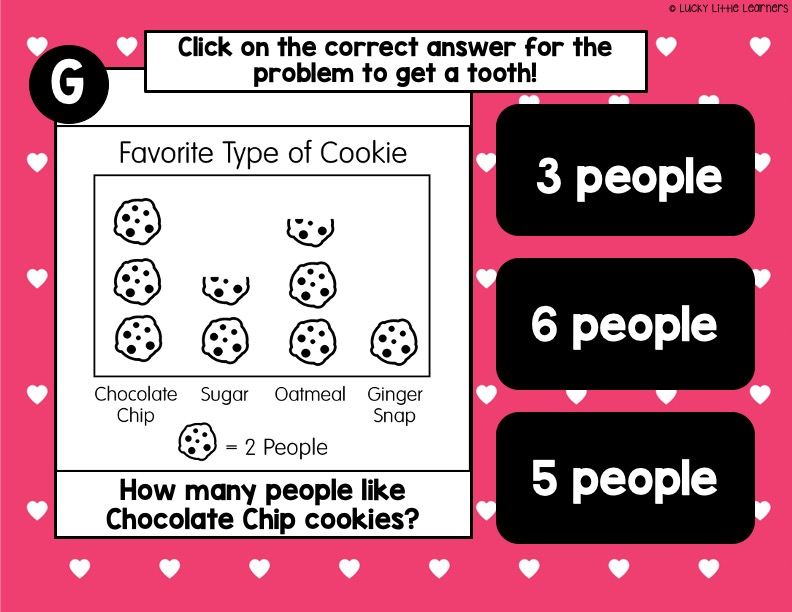 © Lucky Little Learners
Click on the correct answer for the
problem to get a tooth!
G
Favorite Type of Cookie
Chocolate Chip
Sugar
Oatmeal
Ginger Snap
= 2 People
How many people like
Chocolate Chip cookies?
3 people
6 people
5 people